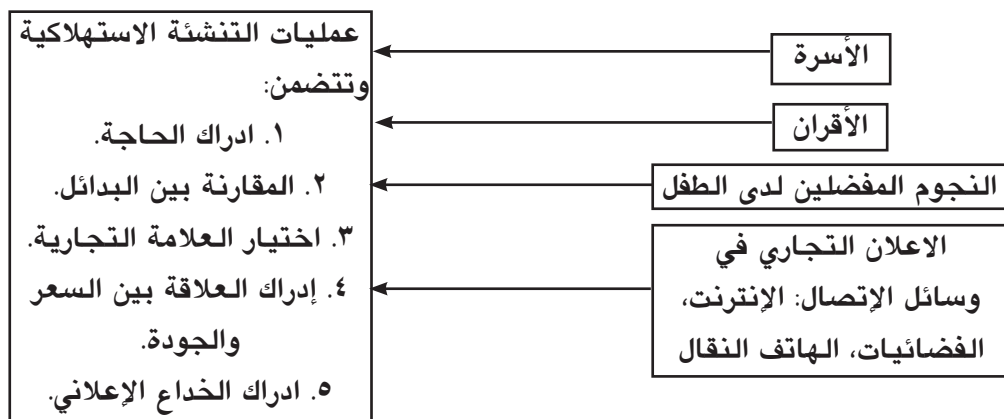 الأسرة
الأقران
النجوم المفضلين لدى الطفل
الاعلان التجاري في
وسائل الإتصال: الإنترنت،
الفضائيات، الهاتف النقال
عمليات التنشئة الاستهلاكية
وتتضمن:
١. ادراك الحاجة.
٢. المقارنة بين البدائل.
٣. اختيار العلامة التجارية.
٤. إدراك العلاقة بين السعر
والجودة.
٥. ادراك الخداع الإعلاني.